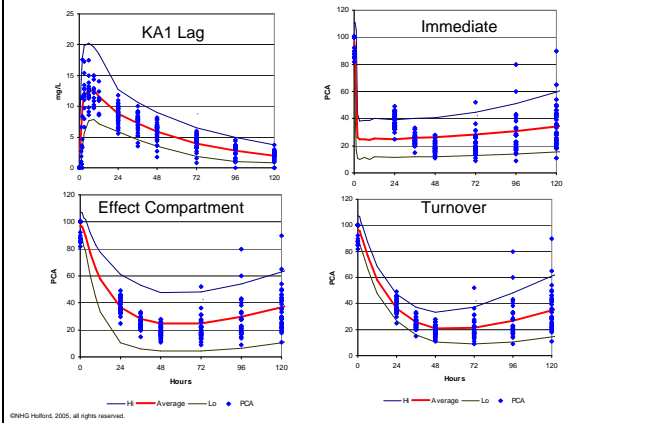 KA1 Lag
25
20
15
10
5
0
mg/L
0 24 48 72 96 120
Immediate
120
100
80
60
40
20
0
PCA
0 24 48 72 96 120
Effect Compartment
120
100
80
60
40
20
0
PCA
0 24 48 72 96 120
Hours
Hi Average Lo PCA
Turnover
120
100
80
60
40
20
0
PCA
0 24 48 72 96 120
Hours
Hi Average Lo PCA
©NHG Holford, 2005, all rights reserved.